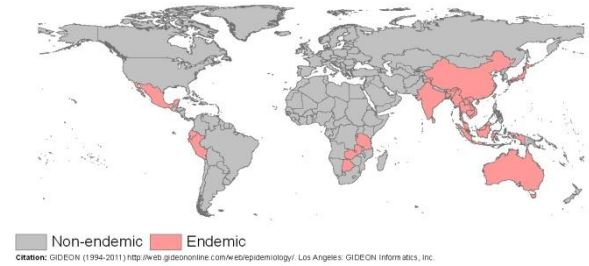 Non-endemic Endemic
Citation: GIDEON (1994-2011) http://web.gideononline.com/web/epidemiology/. Los Angeles: GIDEON Informatics, Inc.